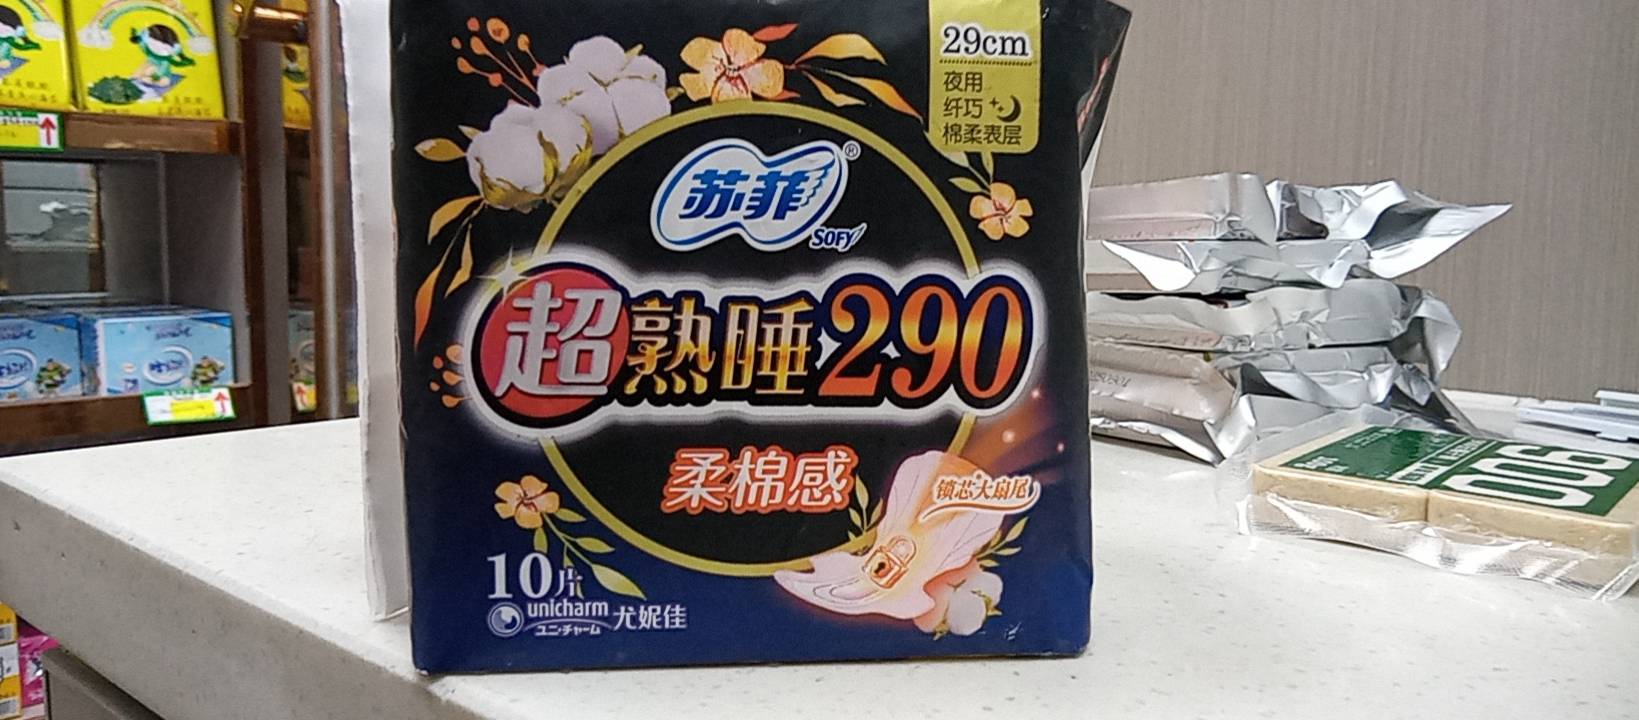 29cm
夜用
纤巧
棉柔表层
苏菲
SOFY
超熟睡290
柔棉感
锁芯大扇尾
10片
unicharm
ユニ・チャーム
尤妮佳
900